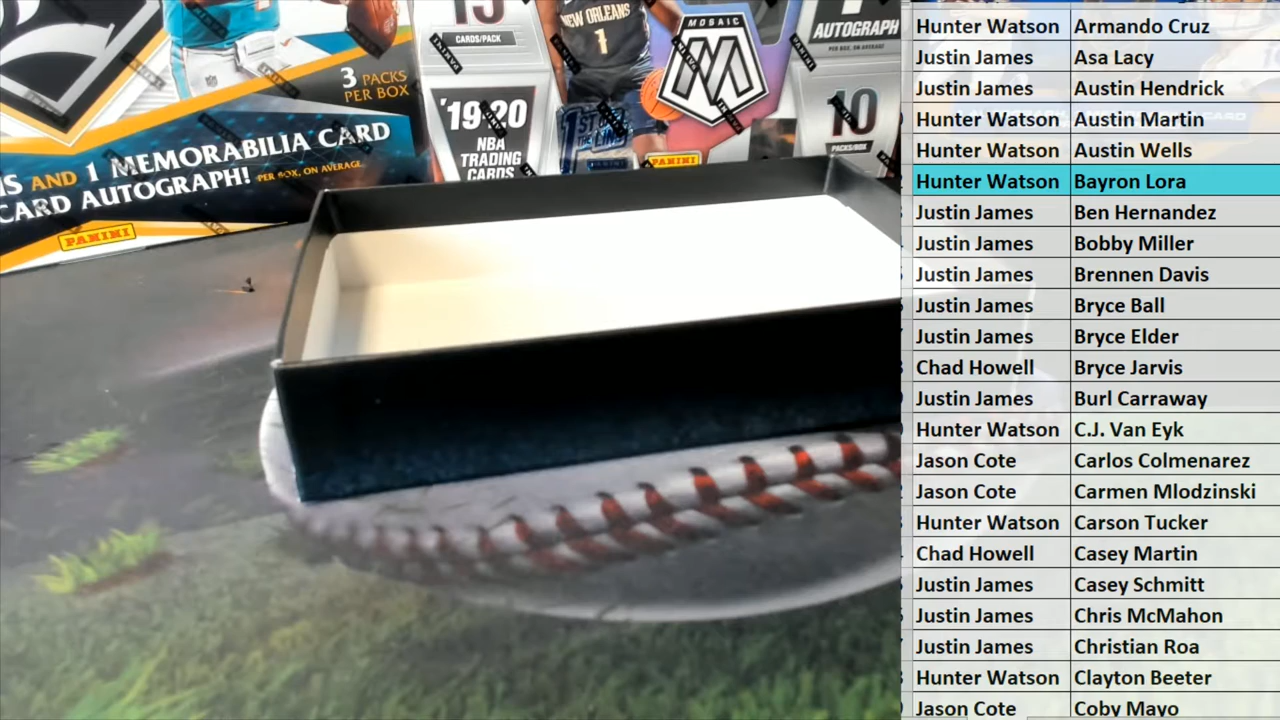 3 PACKS
PER BOX
1 MEMORABILIA CARD
AND
CARD AUTOGRAPH! PER BOX, ON AVERAGE.
PANINI
CARDS/PACK
'19-20
NBA
TRADING
CARDS
NEW ORLEANS
1
1ST OFF
THE LINE
PANINI
MOSAIC
AUTOGRAPH
PER BOX, ON AVERAGE
10
PACKS/BOX
Hunter Watson Armando Cruz
Justin James Asa Lacy
Justin James Austin Hendrick
Hunter Watson Austin Martin
Hunter Watson Austin Wells
Hunter Watson Bayron Lora
Justin James Ben Hernandez
Justin James Bobby Miller
Justin James Brennen Davis
Justin James Bryce Ball
Justin James Bryce Elder
Chad Howell Bryce Jarvis
Justin James Burl Carraway
Hunter Watson C.J. Van Eyk
Jason Cote Carlos Colmenarez
Jason Cote Carmen Mlodzinski
Hunter Watson Carson Tucker
Chad Howell Casey Martin
Justin James Casey Schmitt
Justin James Chris McMahon
Justin James Christian Roa
Hunter Watson Clayton Beeter
Jason Cote Coby Mayo